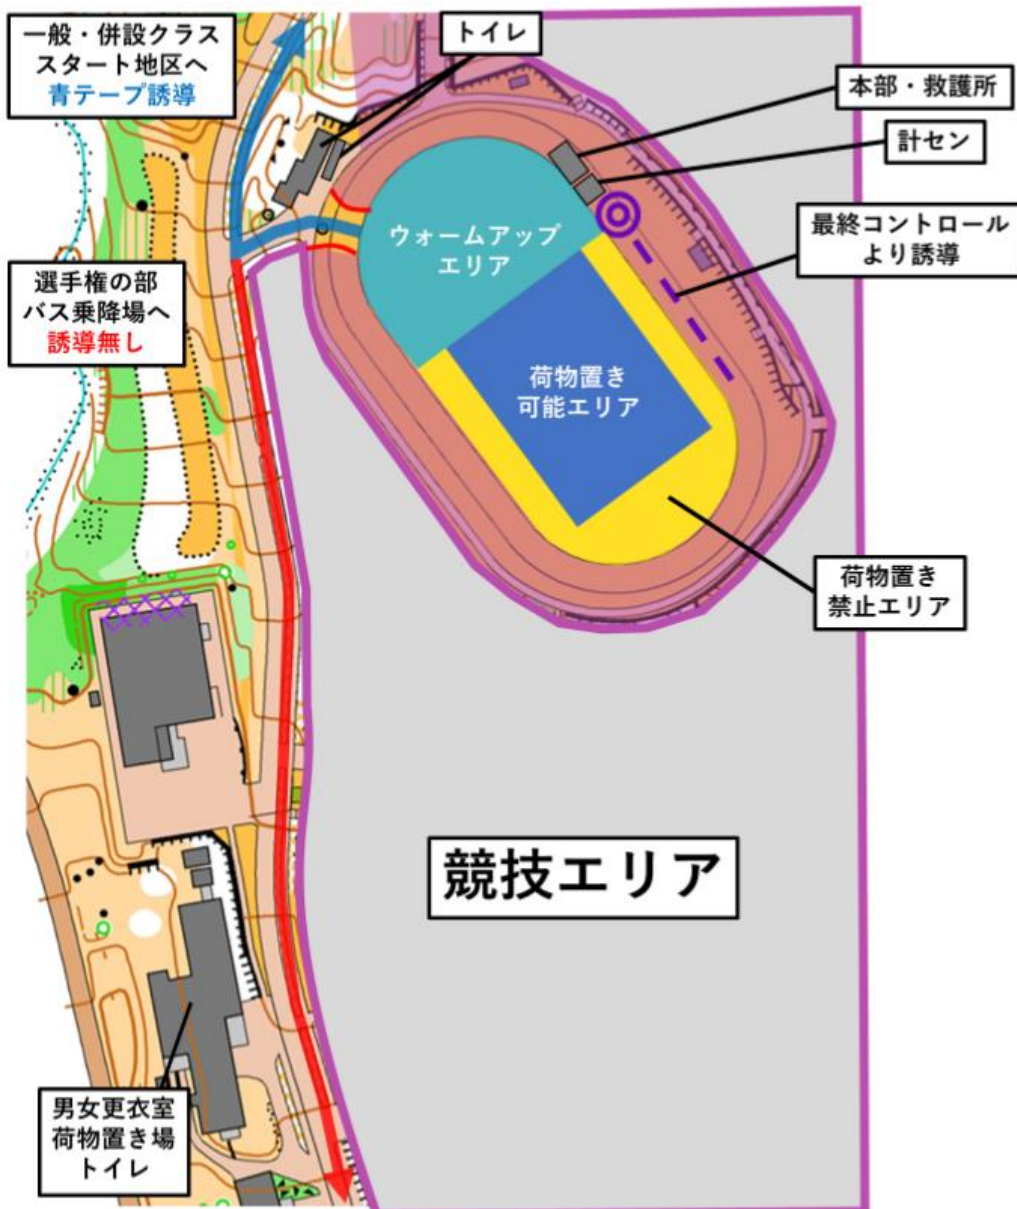 一般・併設クラス
スタート地区へ
青テープ誘導
トイレ
本部・救護所
計セン
最終コントロール
より誘導
ウォームアップ
エリア
選手権の部
バス乗降場へ
誘導無し
荷物置き
可能エリア
荷物置き
禁止エリア
競技エリア
男女更衣室
荷物置き場
トイレ